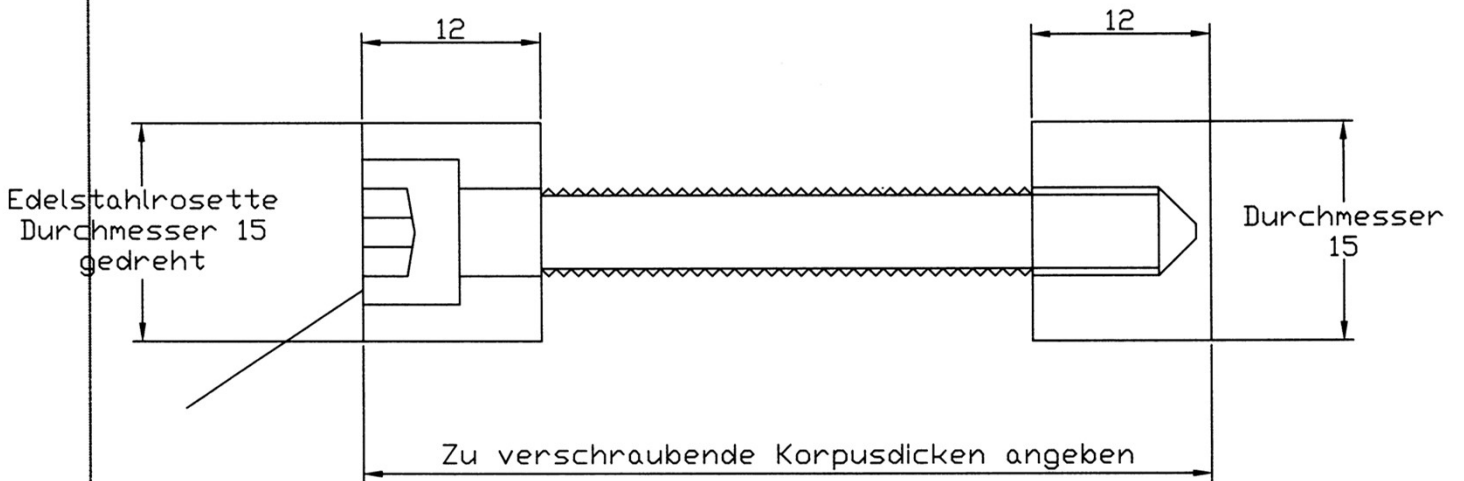 12
12
Edelstahlrosette
Durchmesser 15
gedreht
Durchmesser
15
Zu verschraubende Korpusdicken angeben